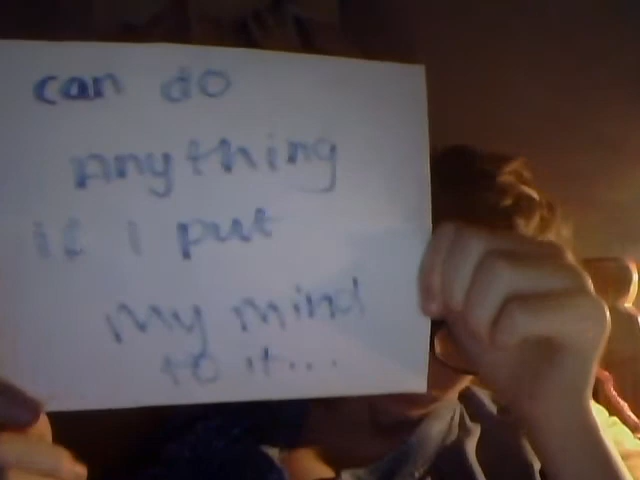 can do
anything
if i put
my mind
to it...